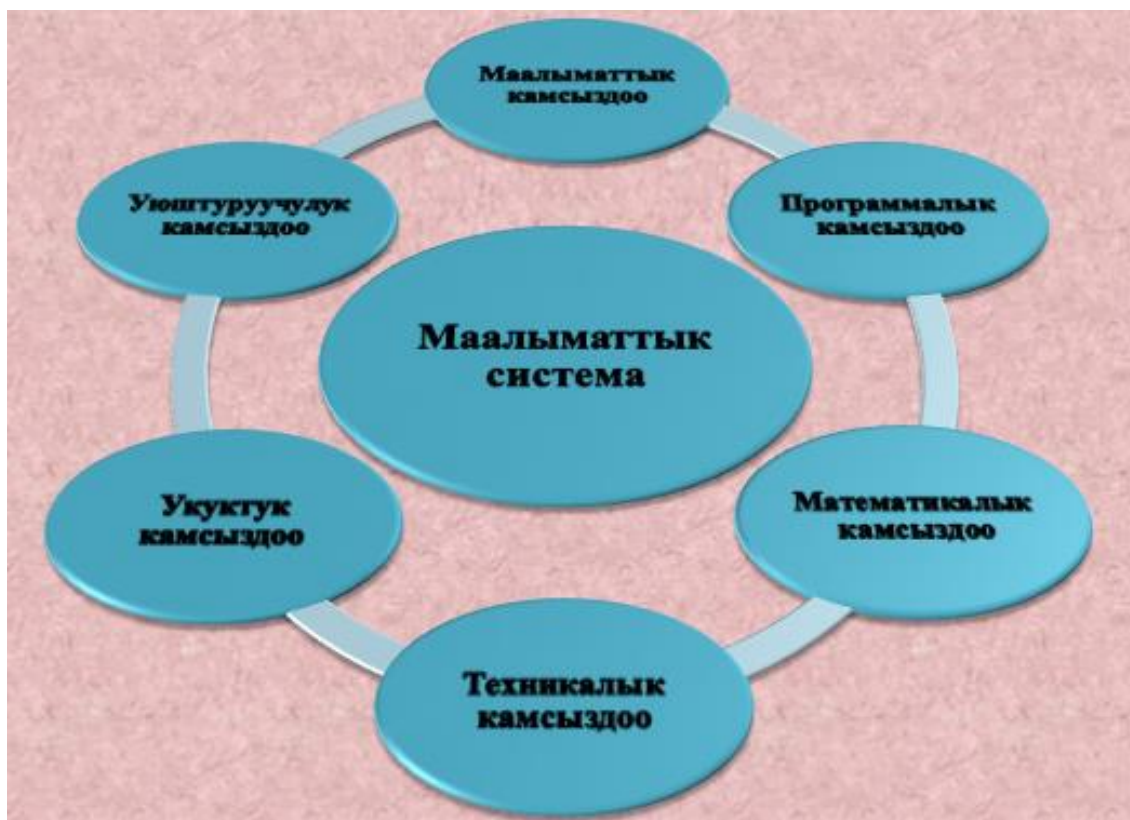 Маалыматтык
камсыздоо
Уюштуруучулук
камсыздоо
Программалык
камсыздоо
Маалыматтык
система
Укуктук
камсыздоо
Математикалык
камсыздоо
Техникалык
камсыздоо